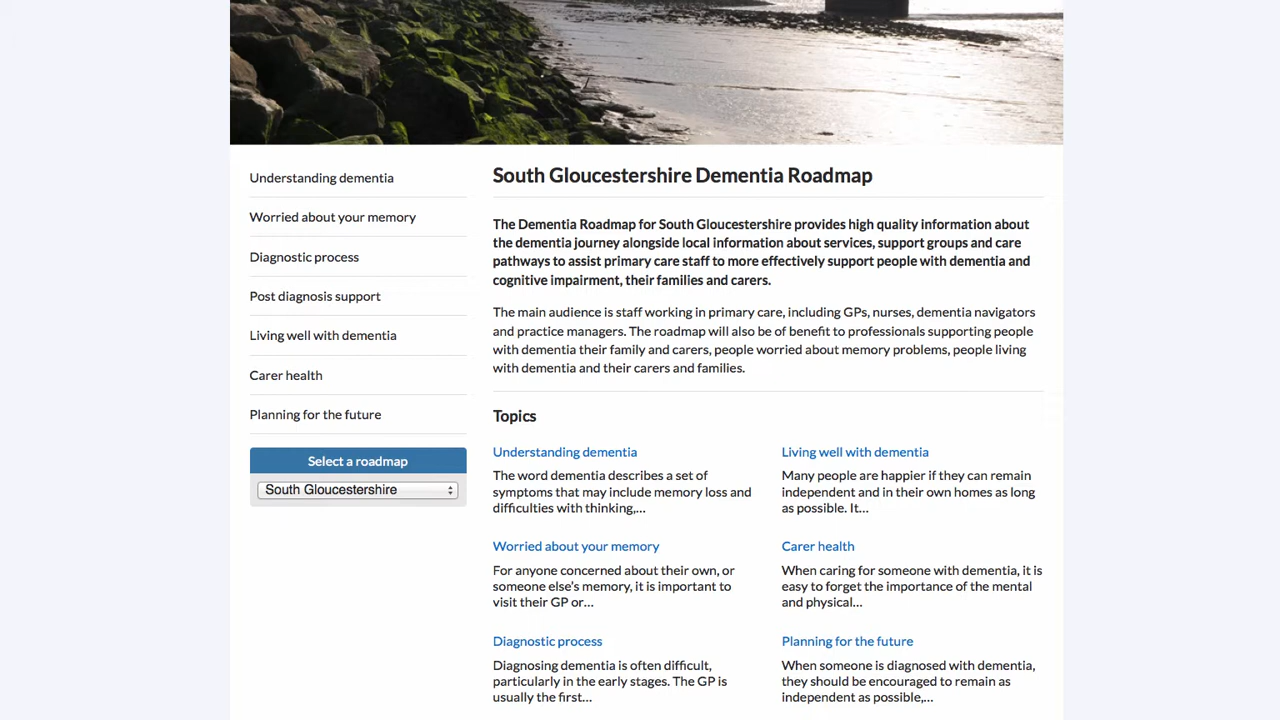 Understanding dementia
Worried about your memory
Diagnostic process
Post diagnosis support
Living well with dementia
Carer health
Planning for the future
Select a roadmap
South Gloucestershire
South Gloucestershire Dementia Roadmap
The Dementia Roadmap for South Gloucestershire provides high quality information about
the dementia journey alongside local information about services, support groups and care
pathways to assist primary care staff to more effectively support people with dementia and
cognitive impairment, their families and carers.
The main audience is staff working in primary care, including GPs, nurses, dementia navigators
and practice managers. The roadmap will also be of benefit to professionals supporting people
with dementia their family and carers, people worried about memory problems, people living
with dementia and their carers and families.
Topics
Understanding dementia
The word dementia describes a set of
symptoms that may include memory loss and
difficulties with thinking,...
Living well with dementia
Many people are happier if they can remain
independent and in their own homes as long
as possible. It...
Worried about your memory
For anyone concerned about their own, or
someone else's memory, it is important to
visit their GP or...
Carer health
When caring for someone with dementia, it is
easy to forget the importance of the mental
and physical...
Diagnostic process
Diagnosing dementia is often difficult,
particularly in the early stages. The GP is
usually the first...
Planning for the future
When someone is diagnosed with dementia,
they should be encouraged to remain as
independent as possible,...